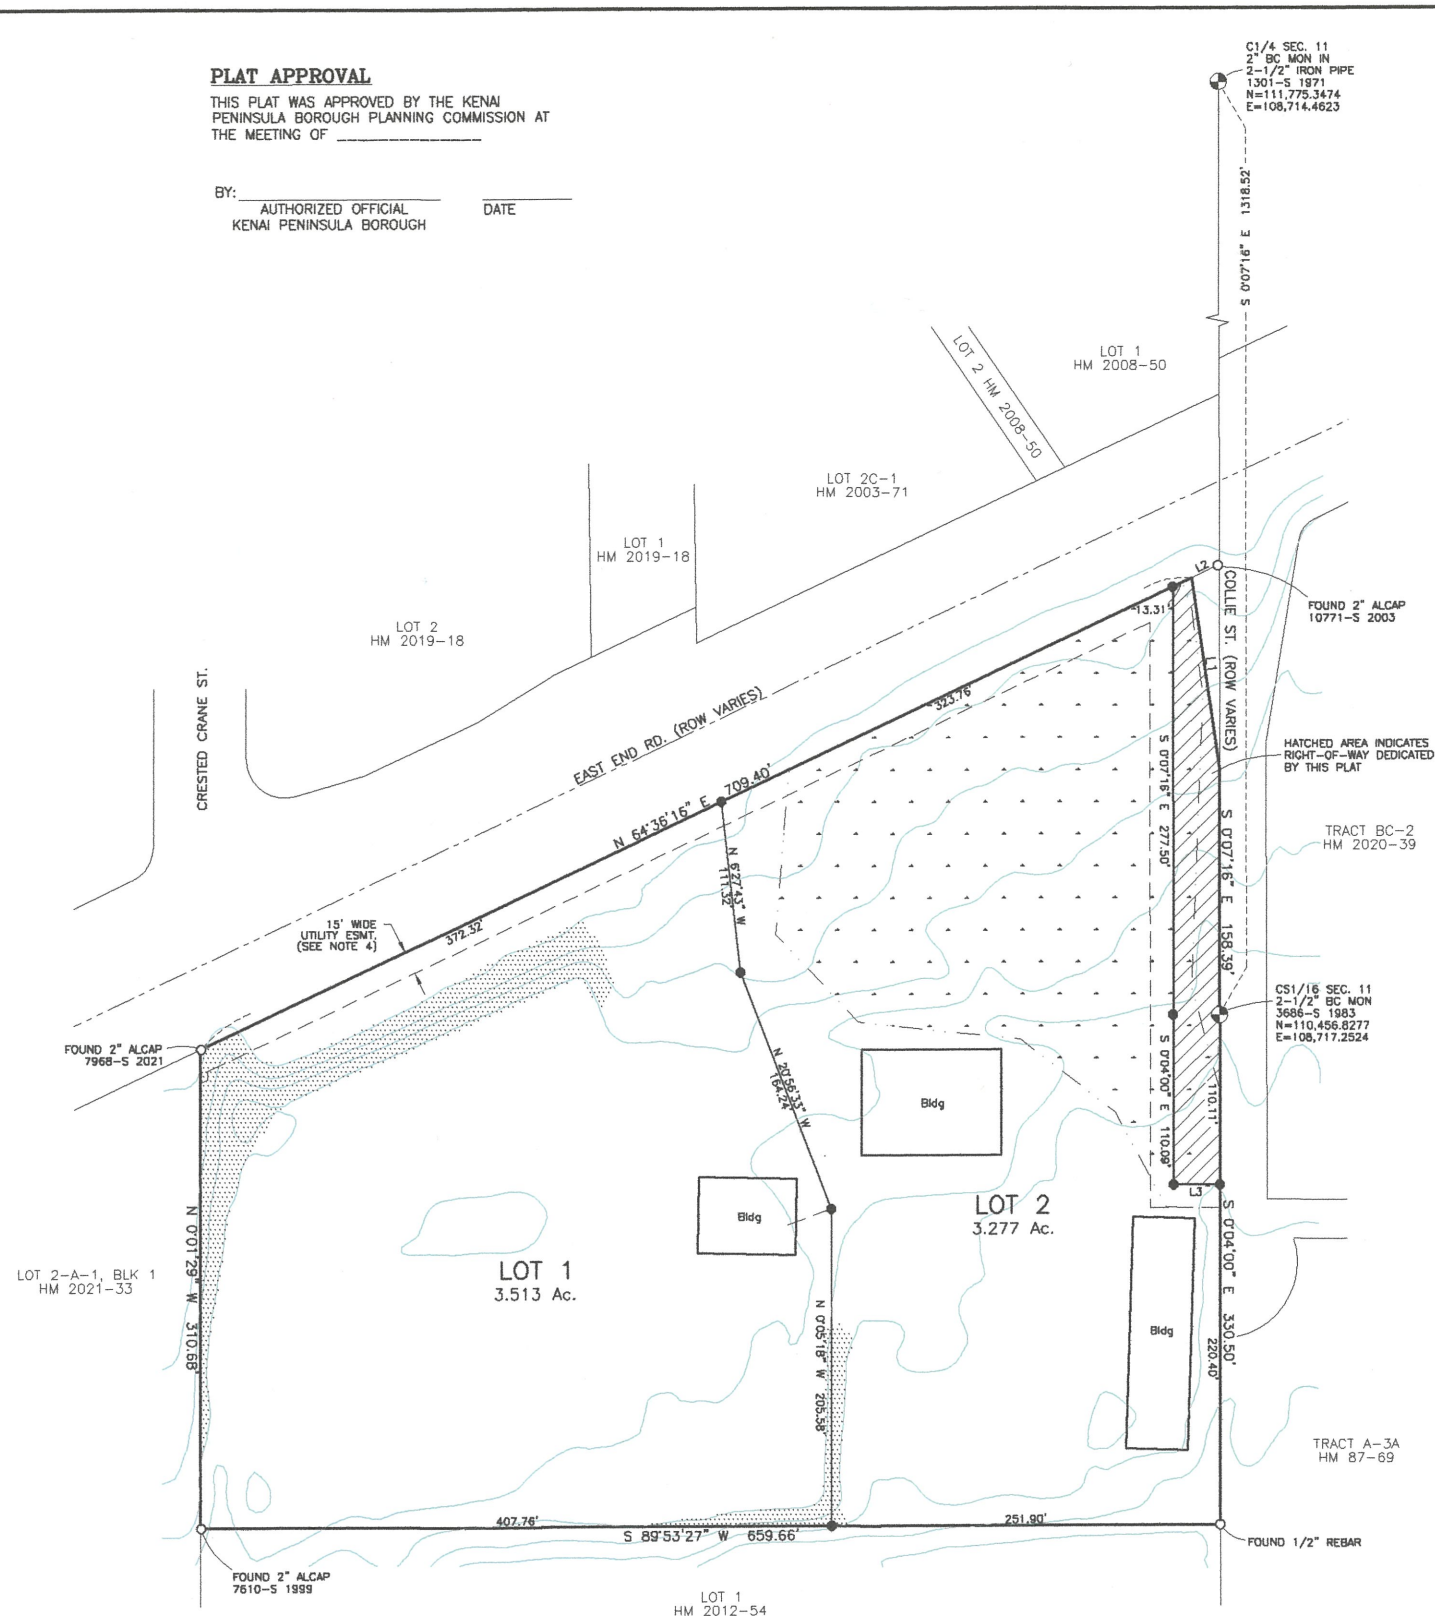 PLAT APPROVAL
THIS PLAT WAS APPROVED BY THE KENAI
PENINSULA BOROUGH PLANNING COMMISSION AT
THE MEETING OF _______________
BY:
AUTHORIZED OFFICIAL
KENAI PENINSULA BOROUGH
DATE
C1/4 SEC. 11
2" BC MON IN
2-1/2" IRON PIPE
1301-S 1971
N=111,775.3474
E=108,714.4623
S 0°07'16" E 1318.52'
LOT 1
HM 2008-50
LOT 2 HM 2008-50
LOT 2C-1
HM 2003-71
LOT 1
HM 2019-18
LOT 2
HM 2019-18
CRESTED CRANE ST.
EAST END RD. (ROW VARIES)
L2
COLLIE ST. (ROW VARIES)
FOUND 2" ALCAP
10771-S 2003
13.31'
L1
323.76'
HATCHED AREA INDICATES
RIGHT-OF-WAY DEDICATED
BY THIS PLAT
S 0°07'16" E 277.50'
N 64°36'16" E 709.40'
S 0°07'16" E 158.39'
TRACT BC-2
HM 2020-39
N 6°27'43" W
111.32'
15' WIDE
UTILITY ESMT,
(SEE NOTE 4)
372.32'
CS1/16 SEC. 11
2-1/2" BC MON
3686-S 1983
N=110,456.8277
E=108,717.2524
FOUND 2" ALCAP
7968-S 2021
N 20°56'33" W
164.24'
Bldg
S 0°04'00" E 110.09'
110.11'
L3
Bldg
LOT 2
3.277 Ac.
N 0°01'29" W 310.68'
LOT 2-A-1, BLK 1
HM 2021-33
LOT 1
3.513 Ac.
S 0°04'00" E 330.50'
220.40'
Bldg
N 0°05'18" W 205.58'
TRACT A-3A
HM 87-69
407.76'
S 89°53'27" W 659.66'
251.90'
FOUND 1/2" REBAR
FOUND 2" ALCAP
7610-S 1999
LOT 1
HM 2012-54